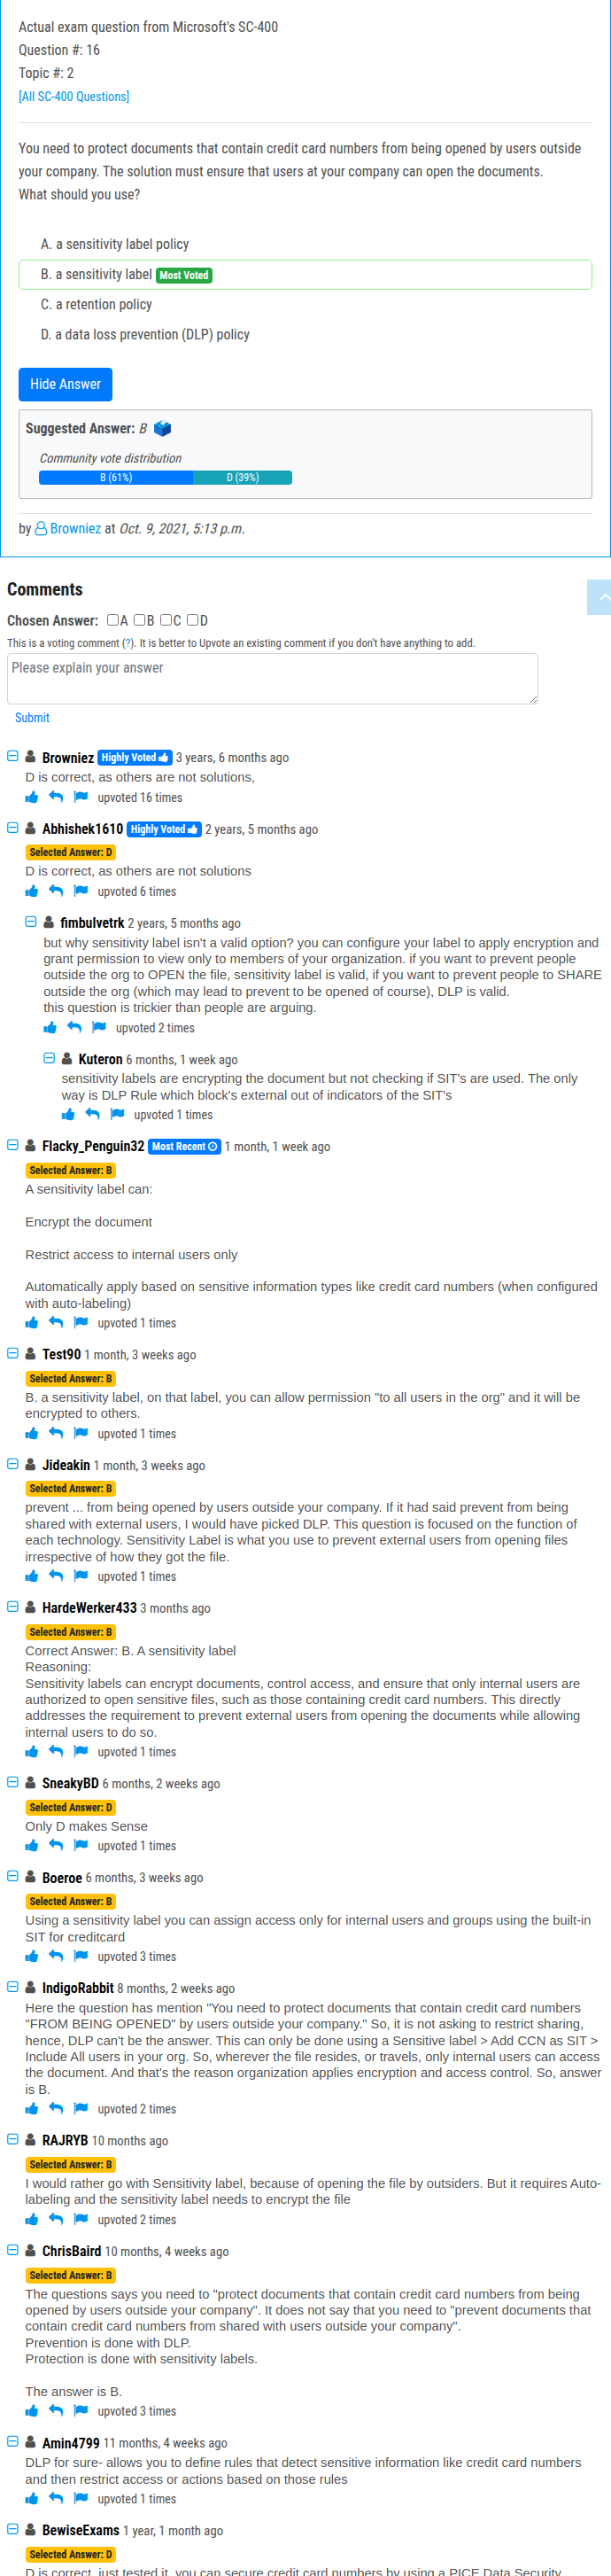 Actual exam question from Microsoft's SC-400
Question #: 16
Topic #: 2
[All SC-400 Questions]
You need to protect documents that contain credit card numbers from being opened by users outside
your company. The solution must ensure that users at your company can open the documents.
What should you use?
A. a sensitivity label policy
B. a sensitivity label Most Voted
C. a retention policy
D. a data loss prevention (DLP) policy
Hide Answer
Suggested Answer: B
Community vote distribution
B (61%) D (39%)
by Browniez at Oct. 9, 2021, 5:13 p.m.
Comments
Chosen Answer: A B C D
This is a voting comment (?). It is better to Upvote an existing comment if you don't have anything to add.
Please explain your answer
Submit
Browniez Highly Voted 3 years, 6 months ago
D is correct, as others are not solutions,
upvoted 16 times
Abhishek1610 Highly Voted 2 years, 5 months ago
Selected Answer: D
D is correct, as others are not solutions
upvoted 6 times
fimbulvetrk 2 years, 5 months ago
but why sensitivity label isn't a valid option? you can configure your label to apply encryption and
grant permission to view only to members of your organization. if you want to prevent people
outside the org to OPEN the file, sensitivity label is valid, if you want to prevent people to SHARE
outside the org (which may lead to prevent to be opened of course), DLP is valid.
this question is trickier than people are arguing.
upvoted 2 times
Kuteron 6 months, 1 week ago
sensitivity labels are encrypting the document but not checking if SIT's are used. The only
way is DLP Rule which block's external out of indicators of the SIT's
upvoted 1 times
Flacky_Penguin32 Most Recent 1 month, 1 week ago
Selected Answer: B
A sensitivity label can:
Encrypt the document
Restrict access to internal users only
Automatically apply based on sensitive information types like credit card numbers (when configured
with auto-labeling)
upvoted 1 times
Test90 1 month, 3 weeks ago
Selected Answer: B
B. a sensitivity label, on that label, you can allow permission "to all users in the org" and it will be
encrypted to others.
upvoted 1 times
Jideakin 1 month, 3 weeks ago
Selected Answer: B
prevent ... from being opened by users outside your company. If it had said prevent from being
shared with external users, I would have picked DLP. This question is focused on the function of
each technology. Sensitivity Label is what you use to prevent external users from opening files
irrespective of how they got the file.
upvoted 1 times
HardeWerker433 3 months ago
Selected Answer: B
Correct Answer: B. A sensitivity label
Reasoning:
Sensitivity labels can encrypt documents, control access, and ensure that only internal users are
authorized to open sensitive files, such as those containing credit card numbers. This directly
addresses the requirement to prevent external users from opening the documents while allowing
internal users to do so.
upvoted 1 times
SneakyBD 6 months, 2 weeks ago
Selected Answer: D
Only D makes Sense
upvoted 1 times
Boeroe 6 months, 3 weeks ago
Selected Answer: B
Using a sensitivity label you can assign access only for internal users and groups using the built-in
SIT for creditcard
upvoted 3 times
IndigoRabbit 8 months, 2 weeks ago
Here the question has mention "You need to protect documents that contain credit card numbers
"FROM BEING OPENED" by users outside your company." So, it is not asking to restrict sharing,
hence, DLP can't be the answer. This can only be done using a Sensitive label > Add CCN as SIT >
Include All users in your org. So, wherever the file resides, or travels, only internal users can access
the document. And that's the reason organization applies encryption and access control. So, answer
is B.
upvoted 2 times
RAJRYB 10 months ago
Selected Answer: B
I would rather go with Sensitivity label, because of opening the file by outsiders. But it requires Auto-
labeling and the sensitivity label needs to encrypt the file
upvoted 2 times
ChrisBaird 10 months, 4 weeks ago
Selected Answer: B
The questions says you need to "protect documents that contain credit card numbers from being
opened by users outside your company". It does not say that you need to "prevent documents that
contain credit card numbers from shared with users outside your company".
Prevention is done with DLP.
Protection is done with sensitivity labels.
The answer is B.
upvoted 3 times
Amin4799 11 months, 4 weeks ago
DLP for sure- allows you to define rules that detect sensitive information like credit card numbers
and then restrict access or actions based on those rules
upvoted 1 times
BewiseExams 1 year, 1 month ago
Selected Answer: D
D is correct, just tested it, you can secure credit card numbers by using a PICE Data Security